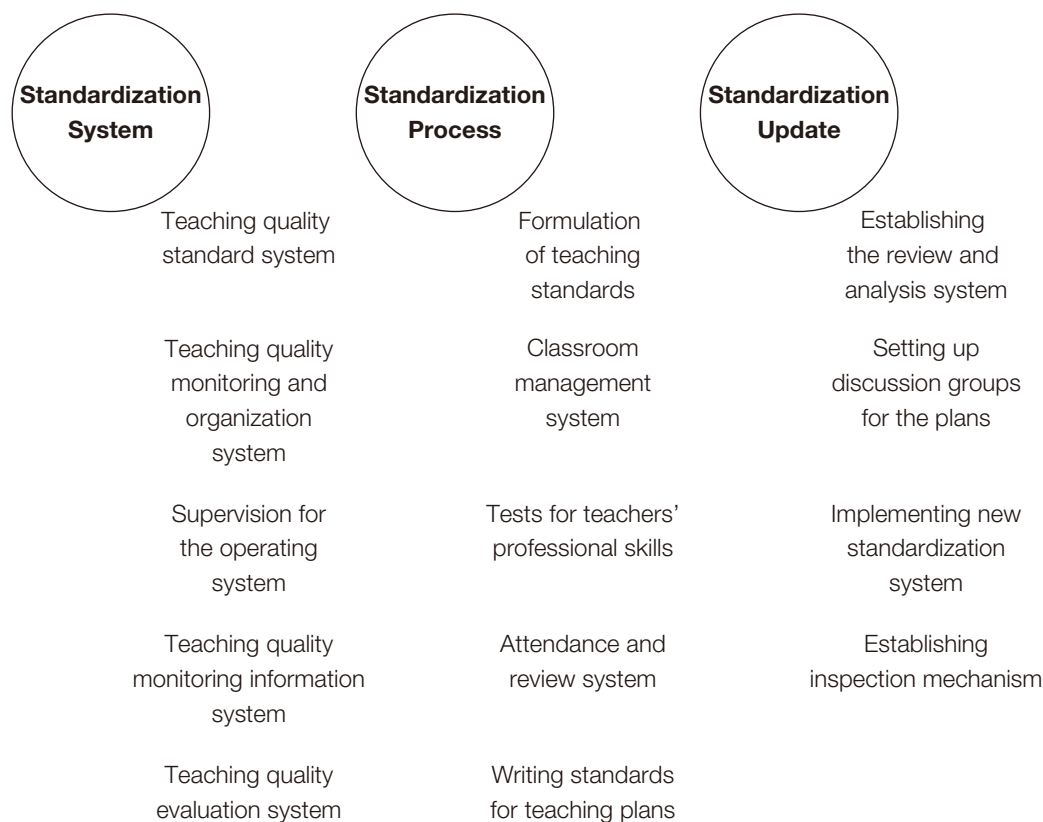 Standardization
System
Teaching quality
standard system
Teaching quality
monitoring and
organization
system
Supervision for
the operating
system
Teaching quality
monitoring information
system
Teaching quality
evaluation system
Standardization
Process
Formulation
of teaching
standards
Classroom
management
system
Tests for teachers’
professional skills
Attendance and
review system
Writing standards
for teaching plans
Standardization
Update
Establishing
the review and
analysis system
Setting up
discussion groups
for the plans
Implementing new
standardization
system
Establishing
inspection mechanism